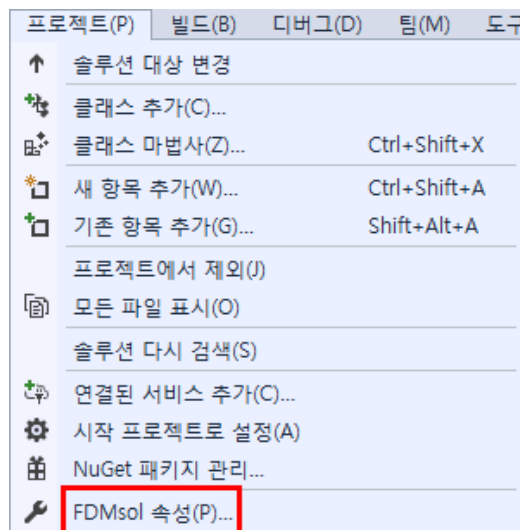 프로젝트(P) 빌드(B) 디버그(D) 팀(M) 도구
솔루션 대상 변경
클래스 추가(C)...
클래스 마법사(Z)... Ctrl+Shift+X
새 항목 추가(W)... Ctrl+Shift+A
기존 항목 추가(G)... Shift+Alt+A
프로젝트에서 제외(J)
모든 파일 표시(O)
솔루션 다시 검색(S)
연결된 서비스 추가(C)...
시작 프로젝트로 설정(A)
NuGet 패키지 관리...
FDMsol 속성(P)...